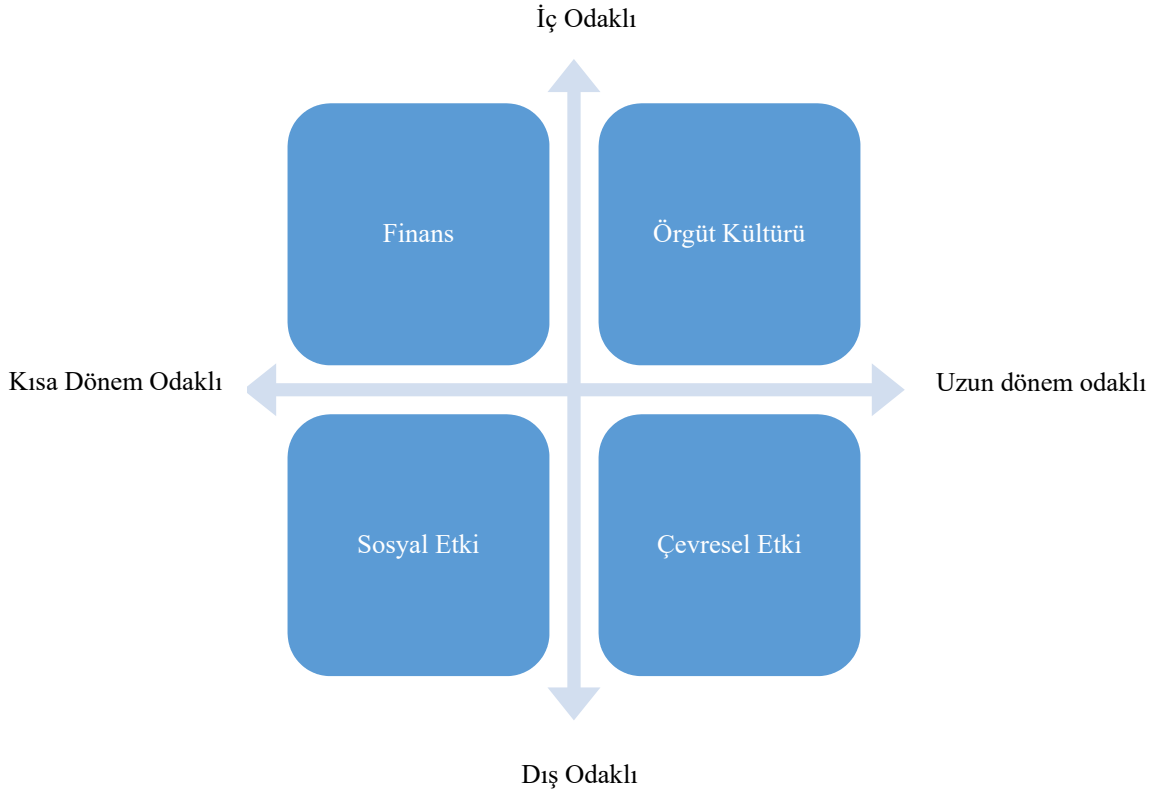 İç Odaklı
Finans
Örgüt Kültürü
Kısa Dönem Odaklı
Uzun dönem odaklı
Sosyal Etki
Çevresel Etki
Dış Odaklı